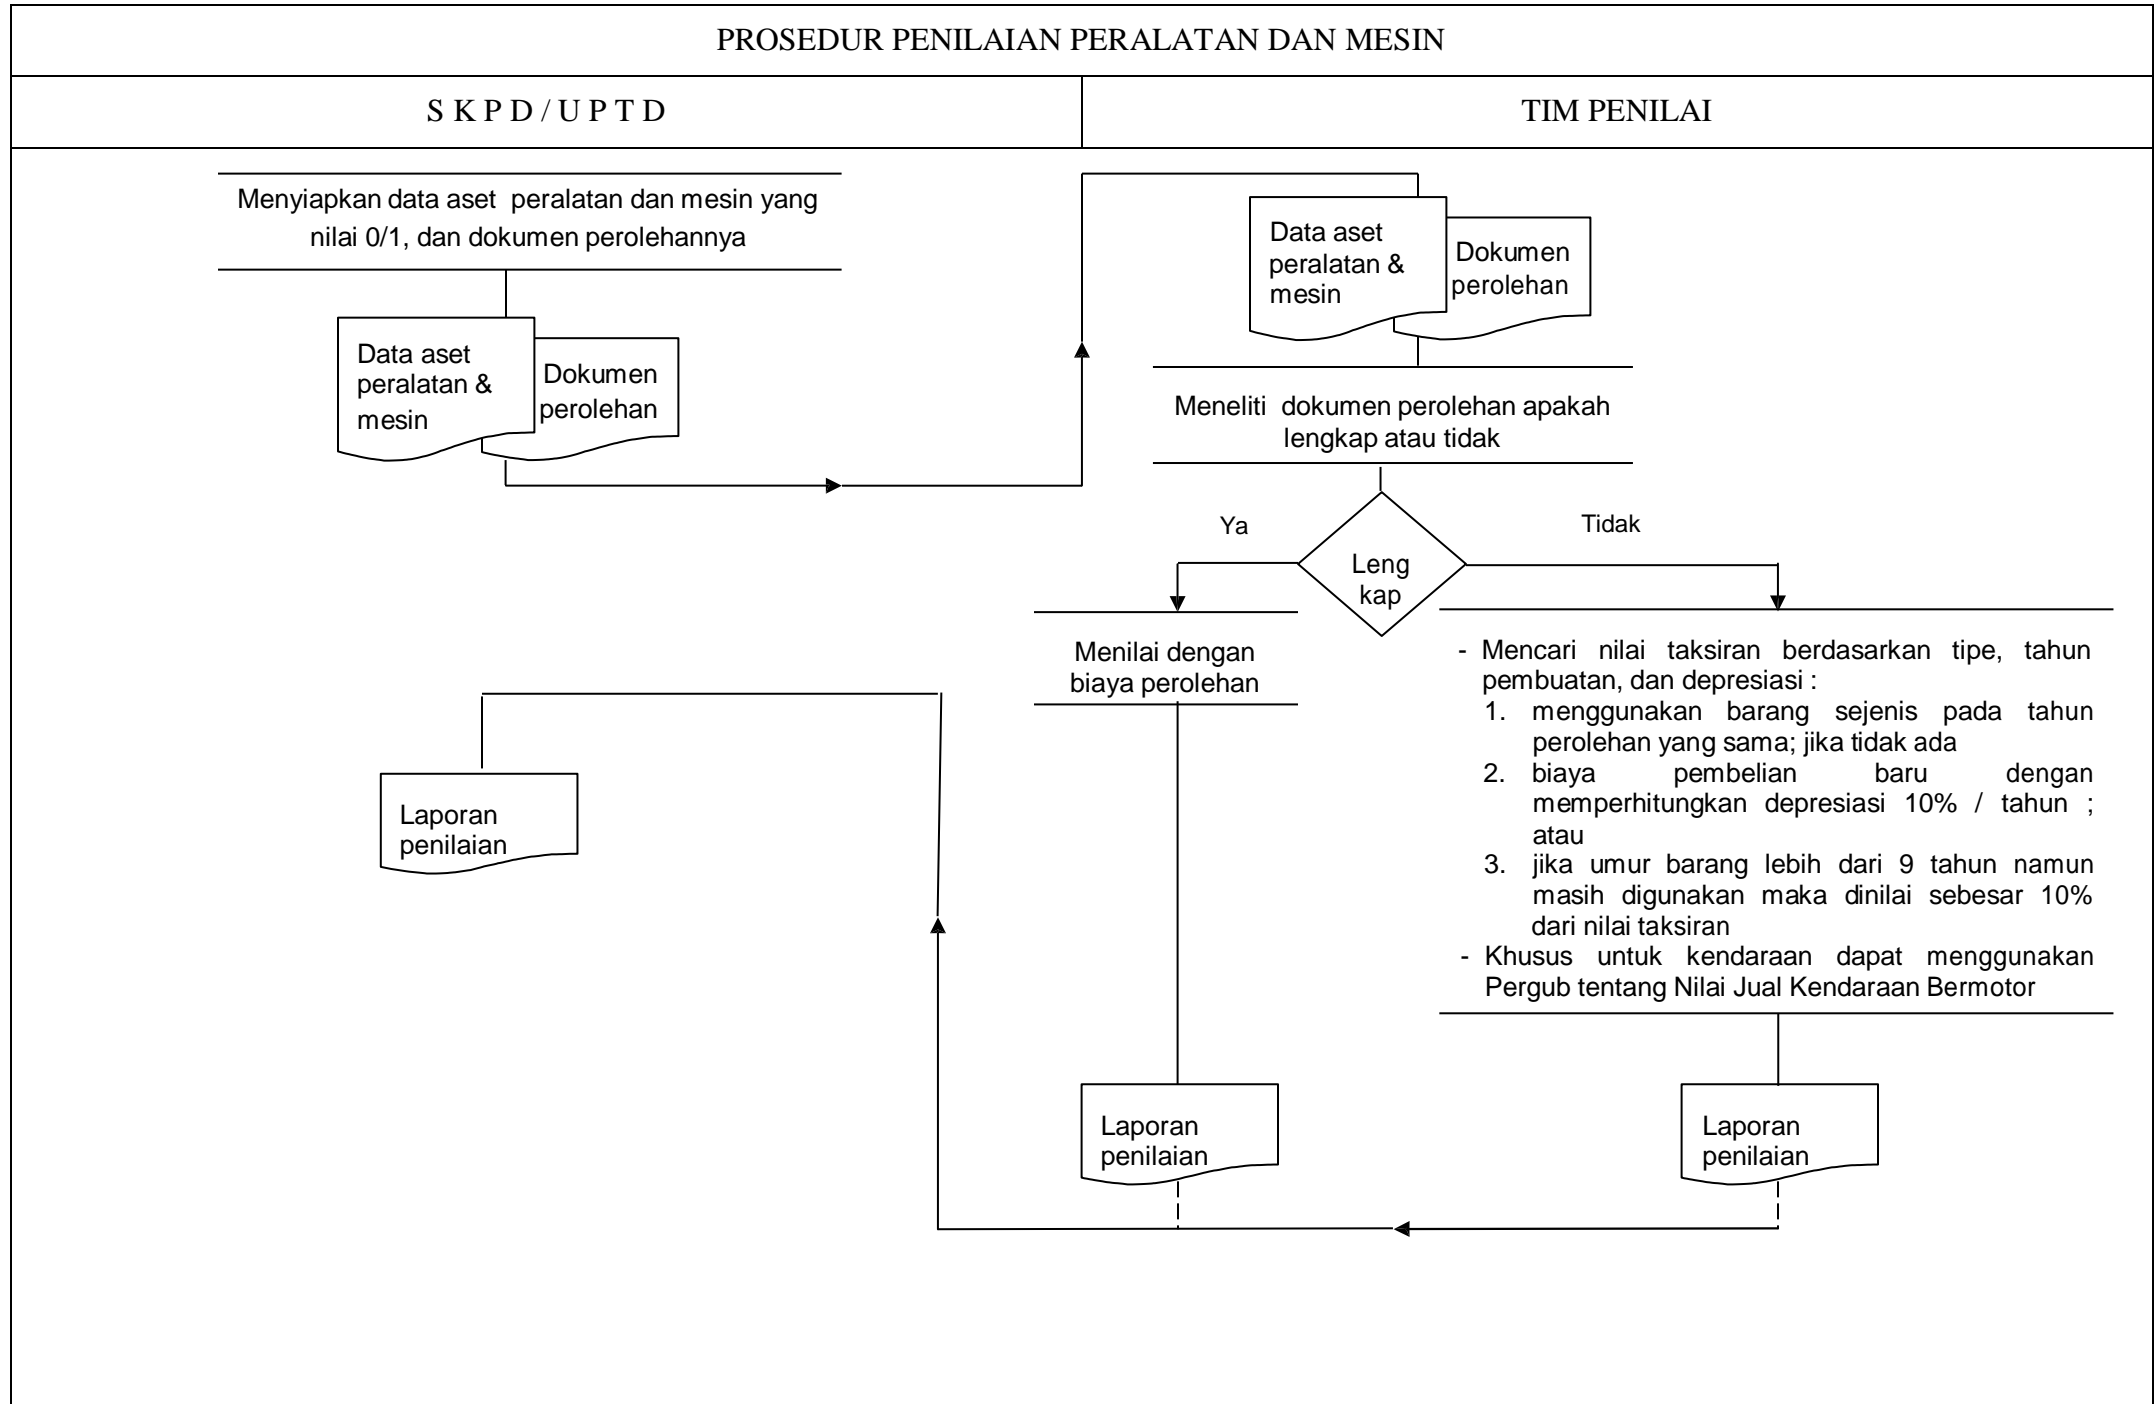 PROSEDUR PENILAIAN PERALATAN DAN MESIN
S K P D / U P T D
TIM PENILAI
Menyiapkan data aset peralatan dan mesin yang
nilai 0/1, dan dokumen perolehannya
Data aset
peralatan &
mesin
Dokumen
perolehan
Data aset
peralatan &
mesin
Dokumen
perolehan
Meneliti dokumen perolehan apakah
lengkap atau tidak
Ya
Tidak
Leng
kap
Menilai dengan
biaya perolehan
- Mencari nilai taksiran berdasarkan tipe, tahun
pembuatan, dan depresiasi :
1. menggunakan barang sejenis pada tahun
perolehan yang sama; jika tidak ada
2. biaya pembelian baru dengan
memperhitungkan depresiasi 10% / tahun ;
atau
3. jika umur barang lebih dari 9 tahun namun
masih digunakan maka dinilai sebesar 10%
dari nilai taksiran
- Khusus untuk kendaraan dapat menggunakan
Pergub tentang Nilai Jual Kendaraan Bermotor
Laporan
penilaian
Laporan
penilaian
Laporan
penilaian